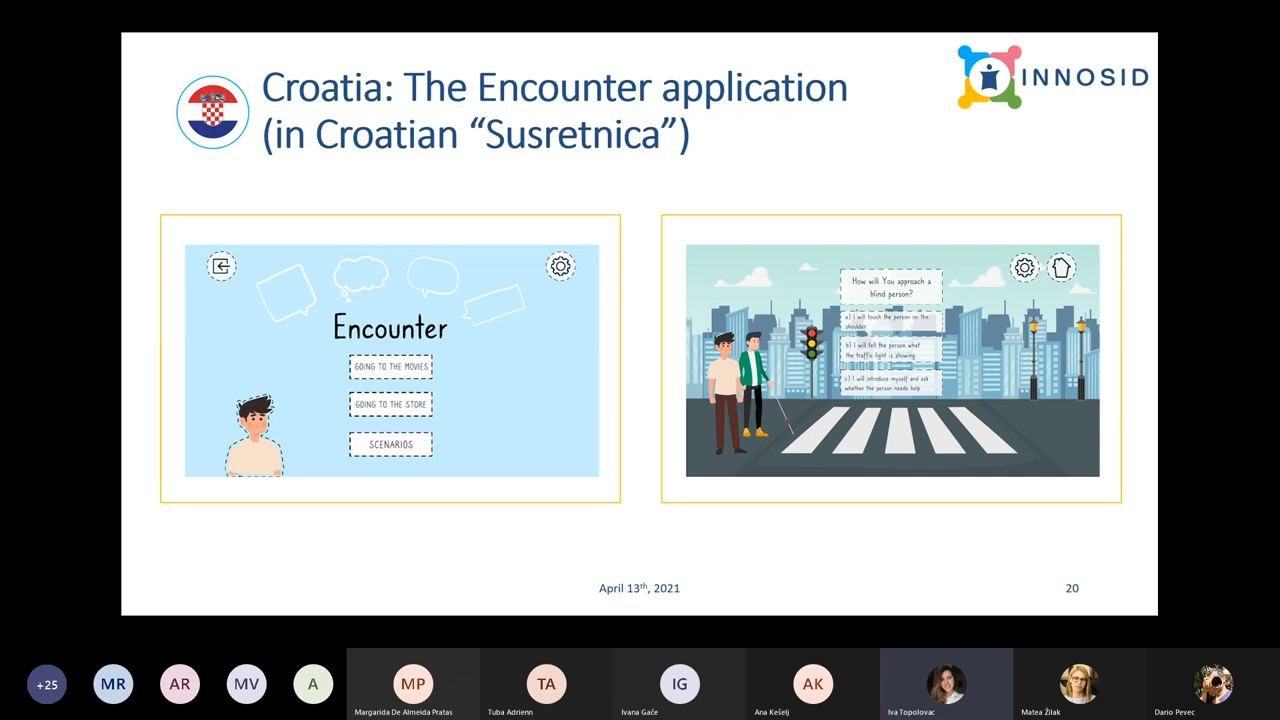 Croatia: The Encounter application
(in Croatian “Susretnica”)
INNOSID
Encounter
GOING TO THE MOVIES
GOING TO THE STORE
SCENARIOS
How will You approach a
blind person?
a) I will touch the person on the
shoulder
b) I will tell the person what
the traffic light is showing
c) I will introduce myself and ask
whether the person needs help
April 13th, 2021
20
+25
MR
AR
MV
A
MP
Margarida De Almeida Pratas
TA
Tuba Adrienn
IG
Ivana Gače
AK
Ana Kešelj
Iva Topolovac
Matea Žilak
Dario Pevec